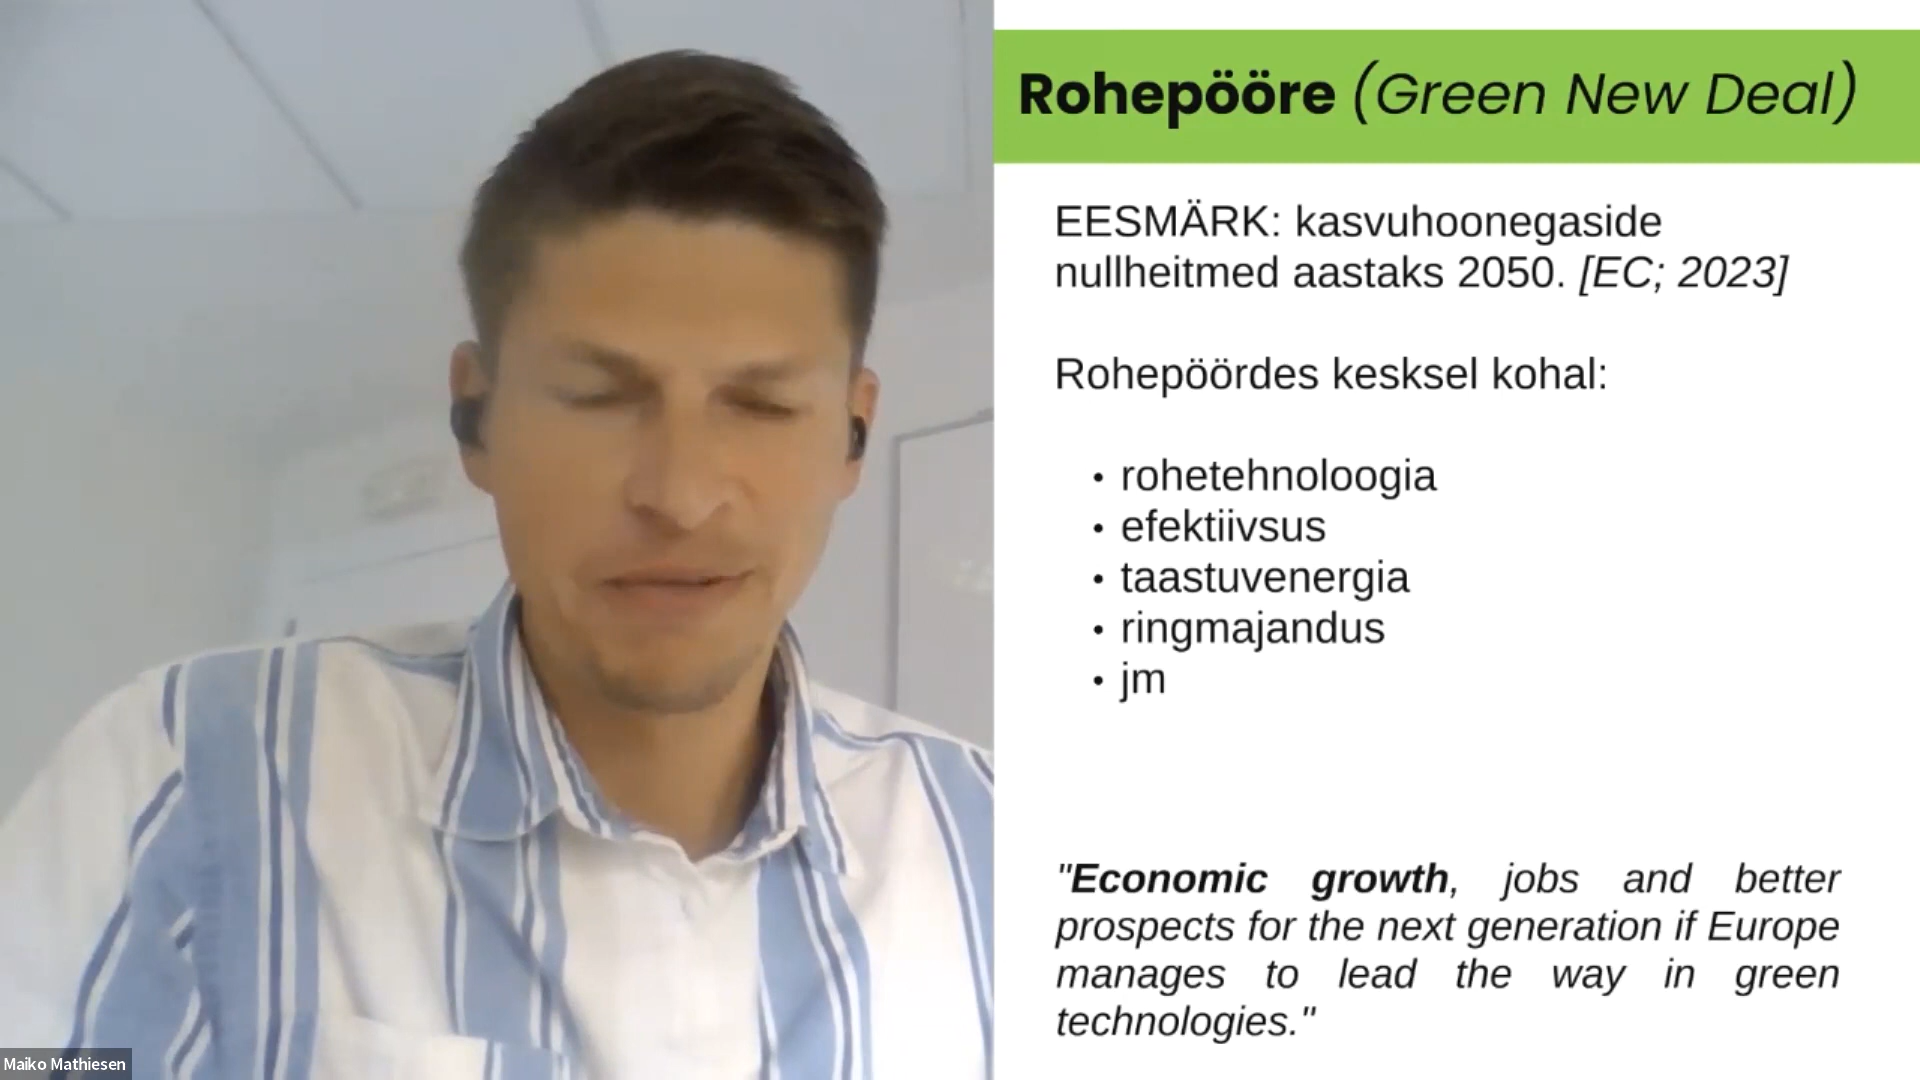 Rohepööre (Green New Deal)
EESMÄRK: kasvuhoonegaside
nullheitmed aastaks 2050. [EC; 2023]
Rohepöördes kesksel kohal:
• rohetehnoloogia
• efektiivsus
• taastuvenergia
• ringmajandus
• jm
"Economic growth, jobs and better
prospects for the next generation if Europe
manages to lead the way in green
technologies."
Maiko Mathiesen